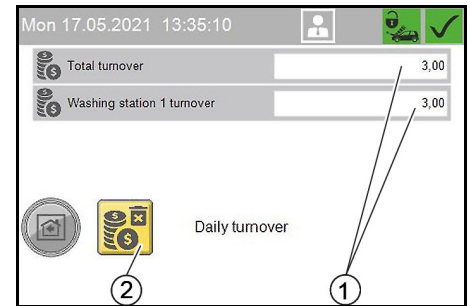 Mon 17.05.2021 13:35:10
Total turnover 3,00
Washing station 1 turnover 3,00
Daily turnover
2 1